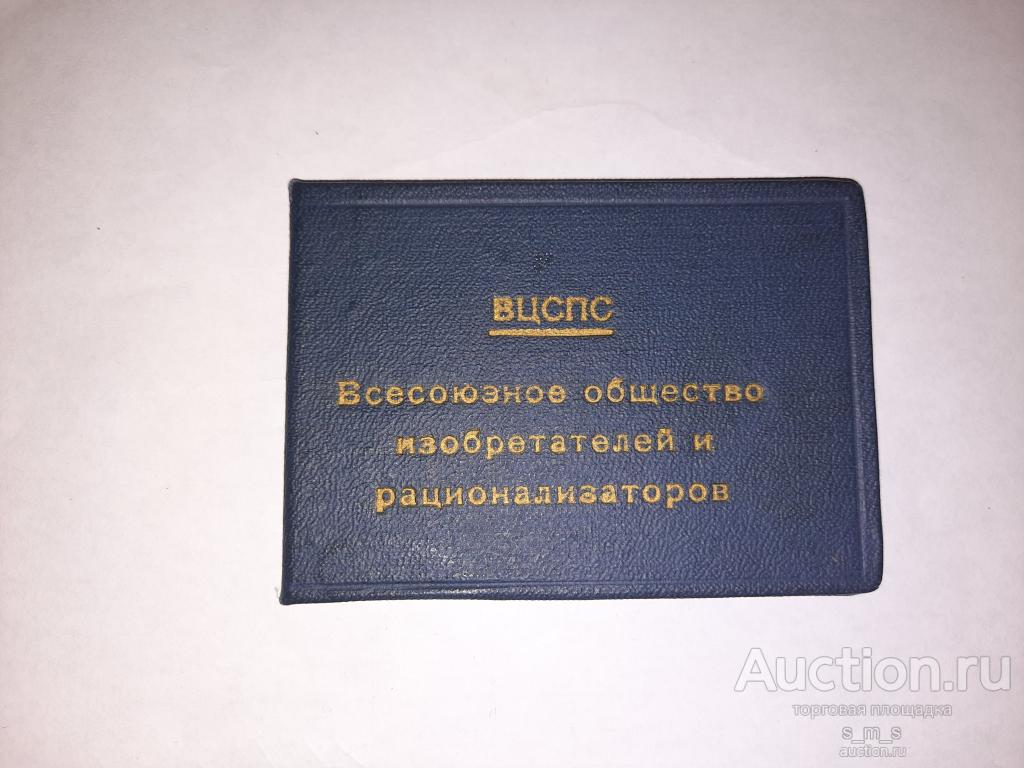 ВЦСПС
Всесоюзное общество
изобретателей и
рационализаторов
Auction.ru
торговая площадка
s_m_s
auction.ru